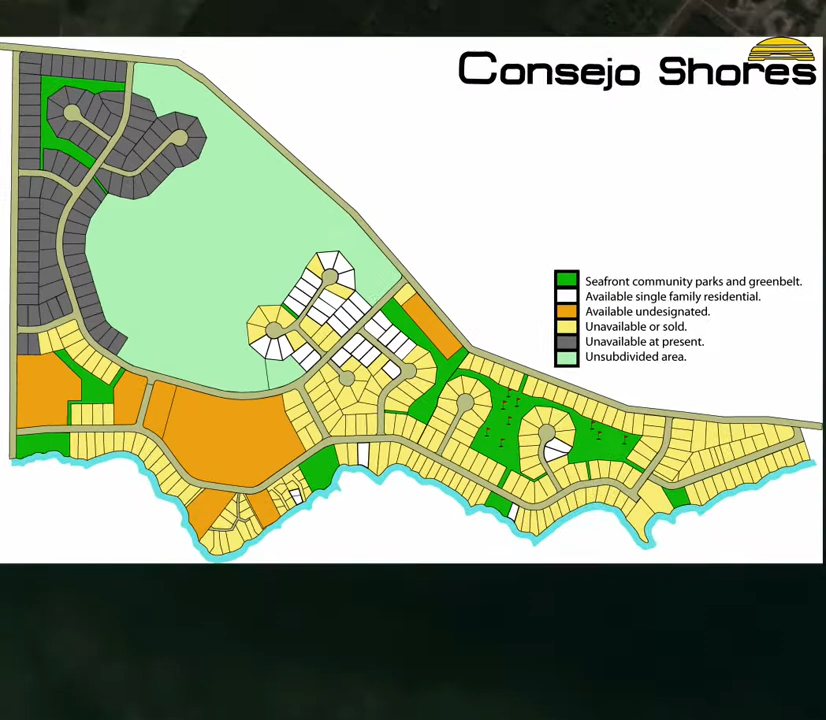 Consejo Shores
Seafront community parks and greenbelt.
Available single family residential.
Available undesignated.
Unavailable or sold.
Unavailable at present.
Unsubdivided area.